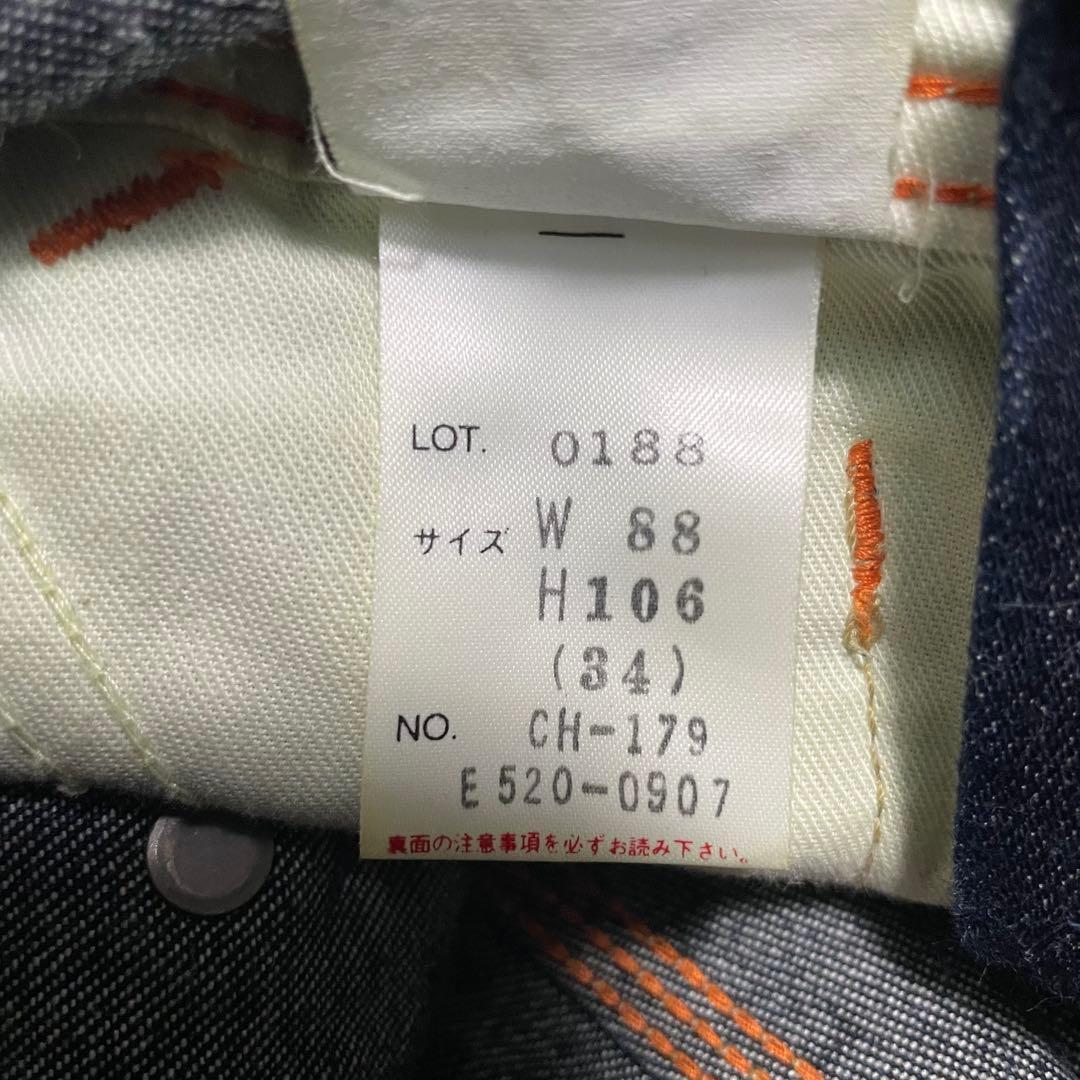 LOT. 0188
サイズ W 88
H106
(34)
NO. CH-179
E 520-0907
裏面の注意事項を必ずお読み下さい。